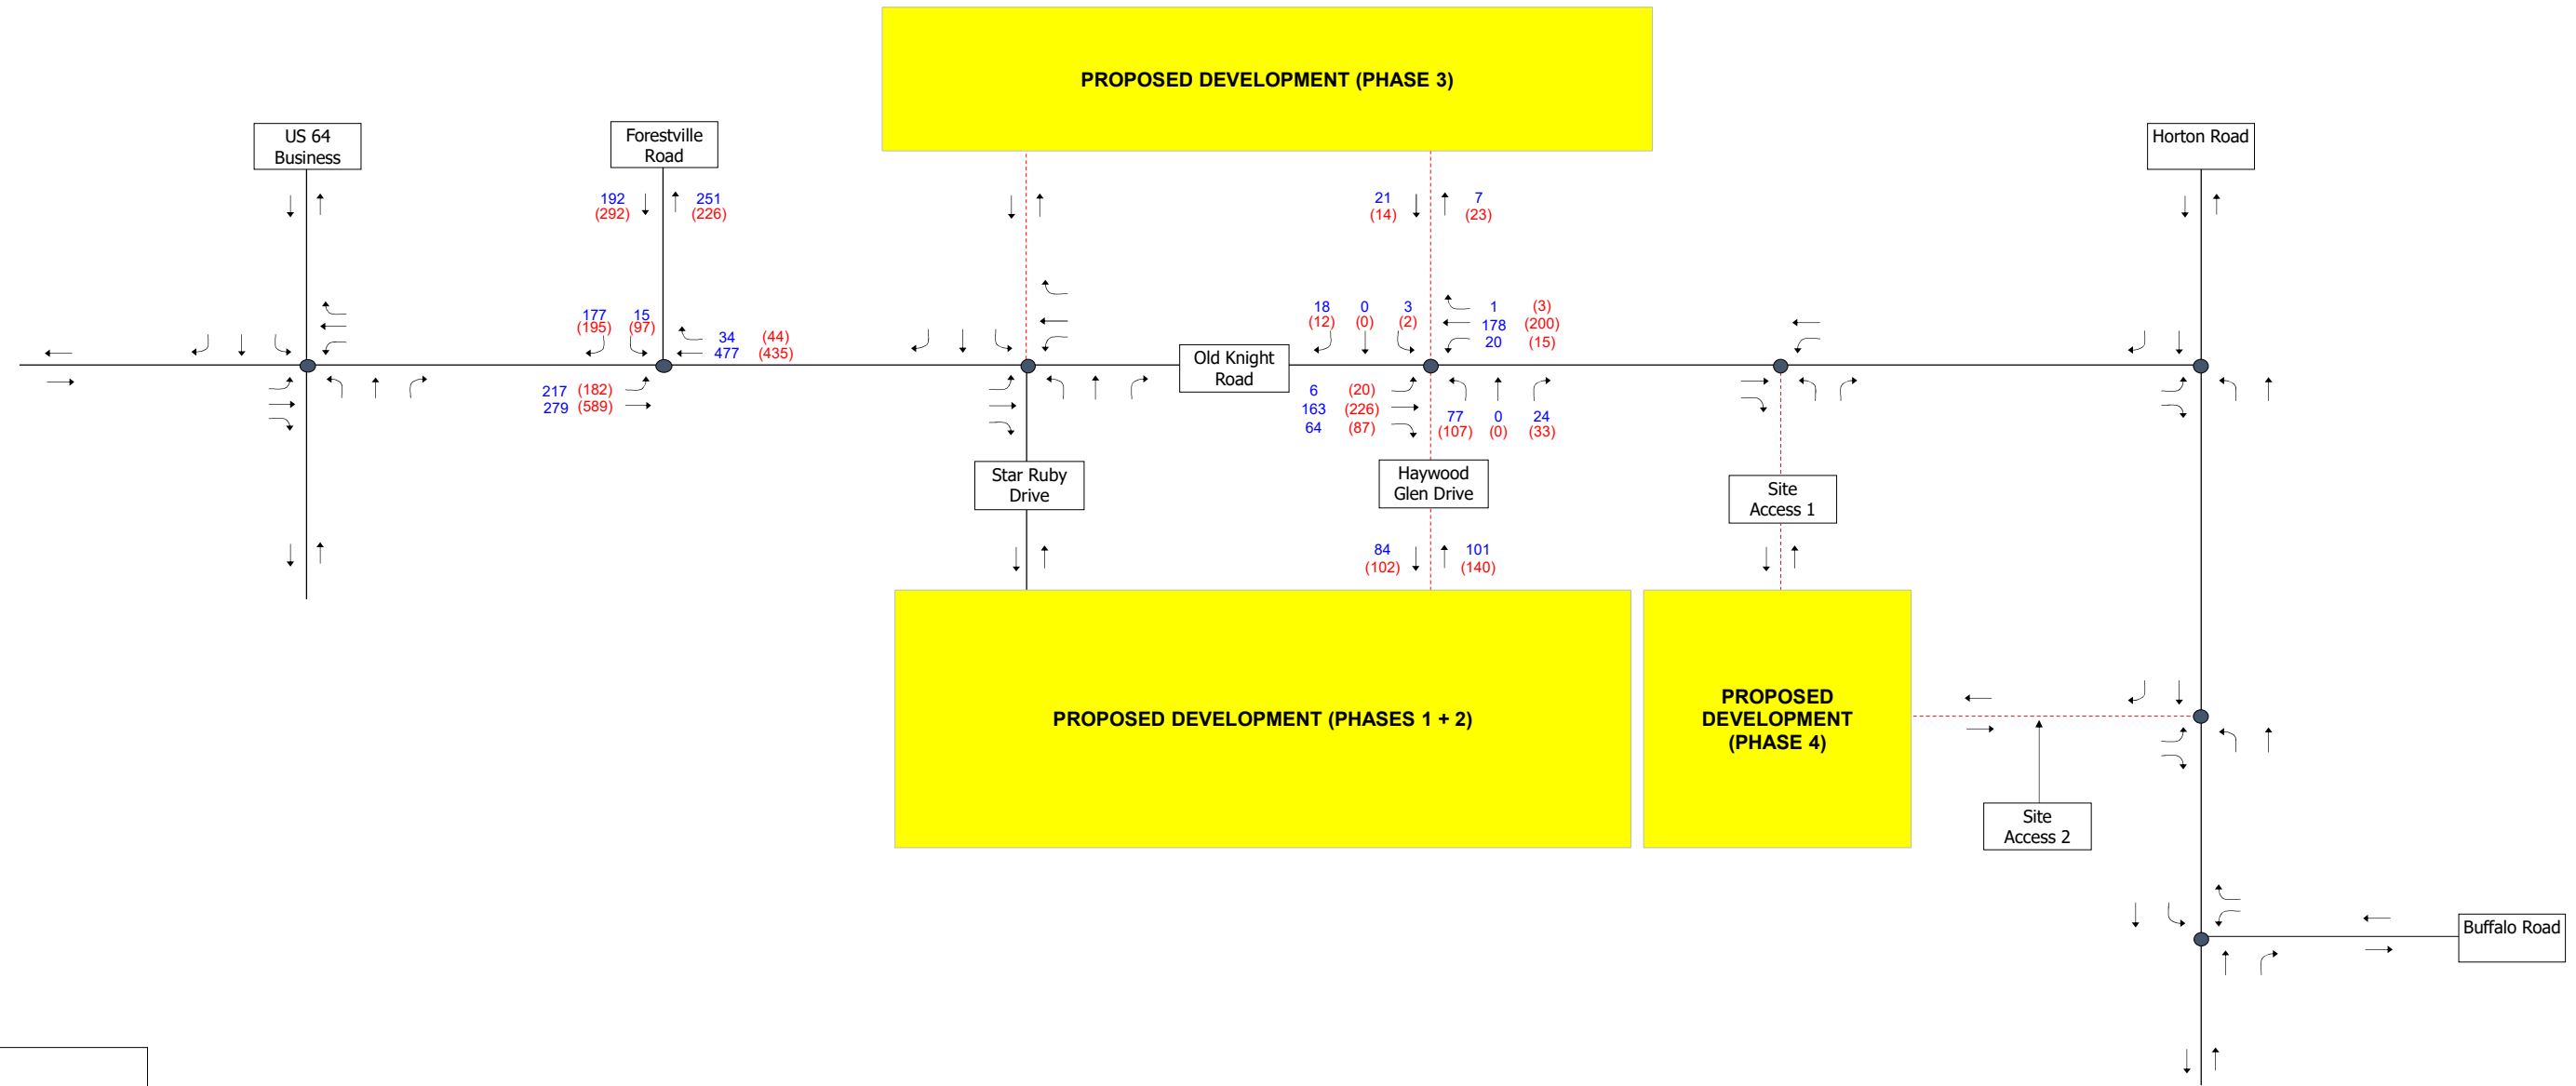 PROPOSED DEVELOPMENT (PHASE 3)
US 64
Business
Forestville
Road
Horton Road
192
(292)
251
(226)
21
(14)
7
(23)
177
(195)
15
(97)
34 (44)
477 (435)
217 (182)
279 (589)
18 0 3
(12) (0) (2)
1 (3)
178 (200)
20 (15)
Old Knight
Road
6 (20)
163 (226)
64 (87)
77 0 24
(107) (0) (33)
Star Ruby
Drive
Haywood
Glen Drive
Site
Access 1
84
(102)
101
(140)
PROPOSED DEVELOPMENT (PHASES 1 + 2)
PROPOSED
DEVELOPMENT
(PHASE 4)
Site
Access 2
Buffalo Road